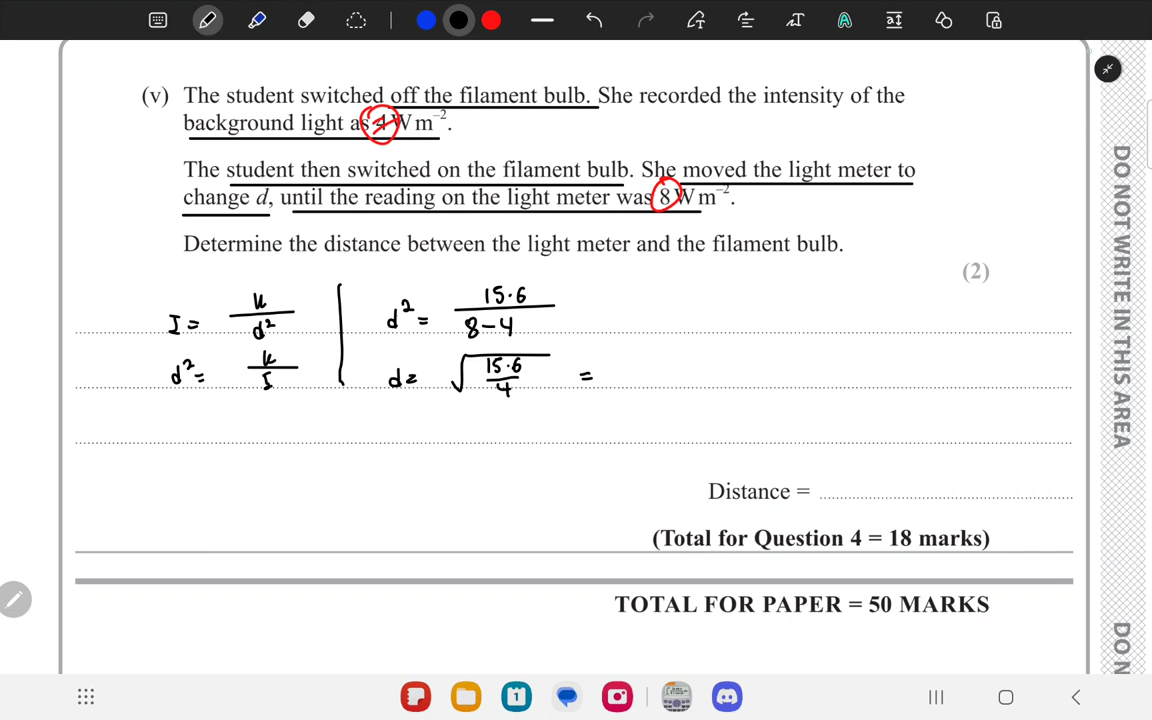 (v) The student switched off the filament bulb. She recorded the intensity of the
background light as 4 W m⁻².
The student then switched on the filament bulb. She moved the light meter to
change d, until the reading on the light meter was 8 W m⁻².
Determine the distance between the light meter and the filament bulb.
(2)
I = k/d²
d² = k/I
d² = 15.6/(8-4)
d = √(15.6/4) =
Distance =
(Total for Question 4 = 18 marks)
TOTAL FOR PAPER = 50 MARKS
DO NOT WRITE IN THIS AREA
DO N